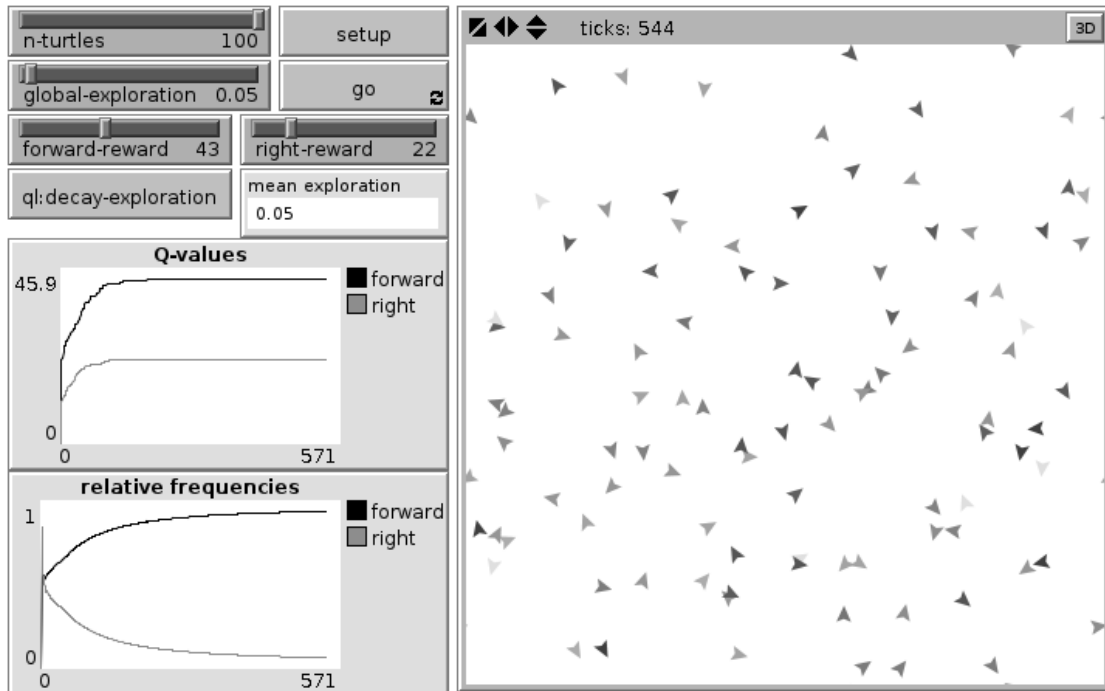 n-turtles 100
setup
global-exploration 0.05
go
forward-reward 43
right-reward 22
ql:decay-exploration
mean exploration
0.05
Q-values
45.9
0
0 571
forward
right
relative frequencies
1
0
0 571
forward
right
ticks: 544
3D